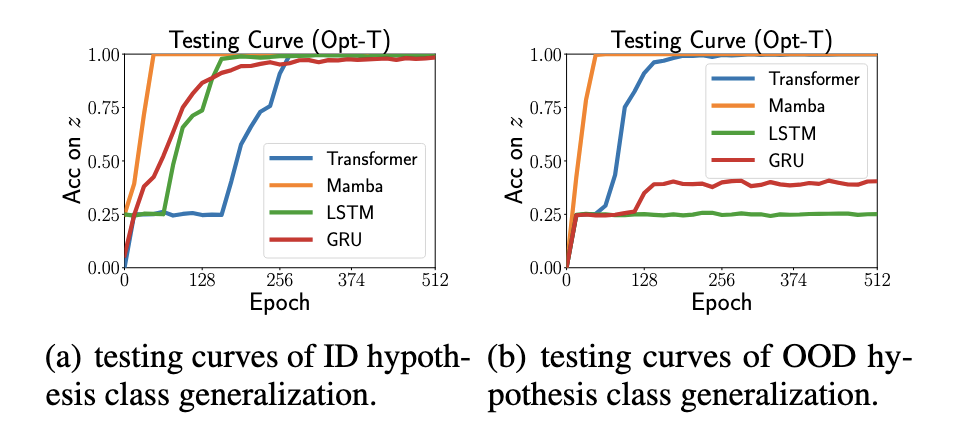 Testing Curve (Opt-T)
1.00
0.75
0.50
0.25
0.00
Acc on z
Transformer
Mamba
LSTM
GRU
0 128 256 374 512
Epoch
(a) testing curves of ID hypoth-
esis class generalization.
Testing Curve (Opt-T)
1.00
0.75
0.50
0.25
0.00
Acc on z
Transformer
Mamba
LSTM
GRU
0 128 256 374 512
Epoch
(b) testing curves of OOD hy-
pothesis class generalization.